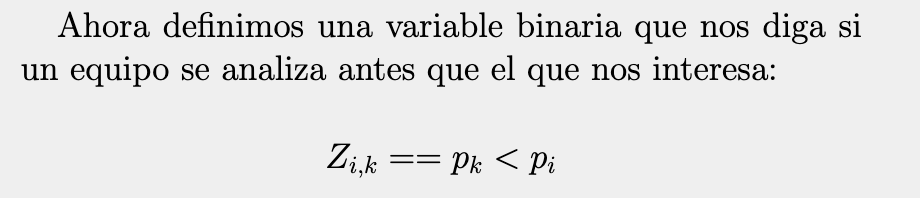 Ahora definimos una variable binaria que nos diga si
un equipo se analiza antes que el que nos interesa:
Z_{i,k} == p_k < p_i